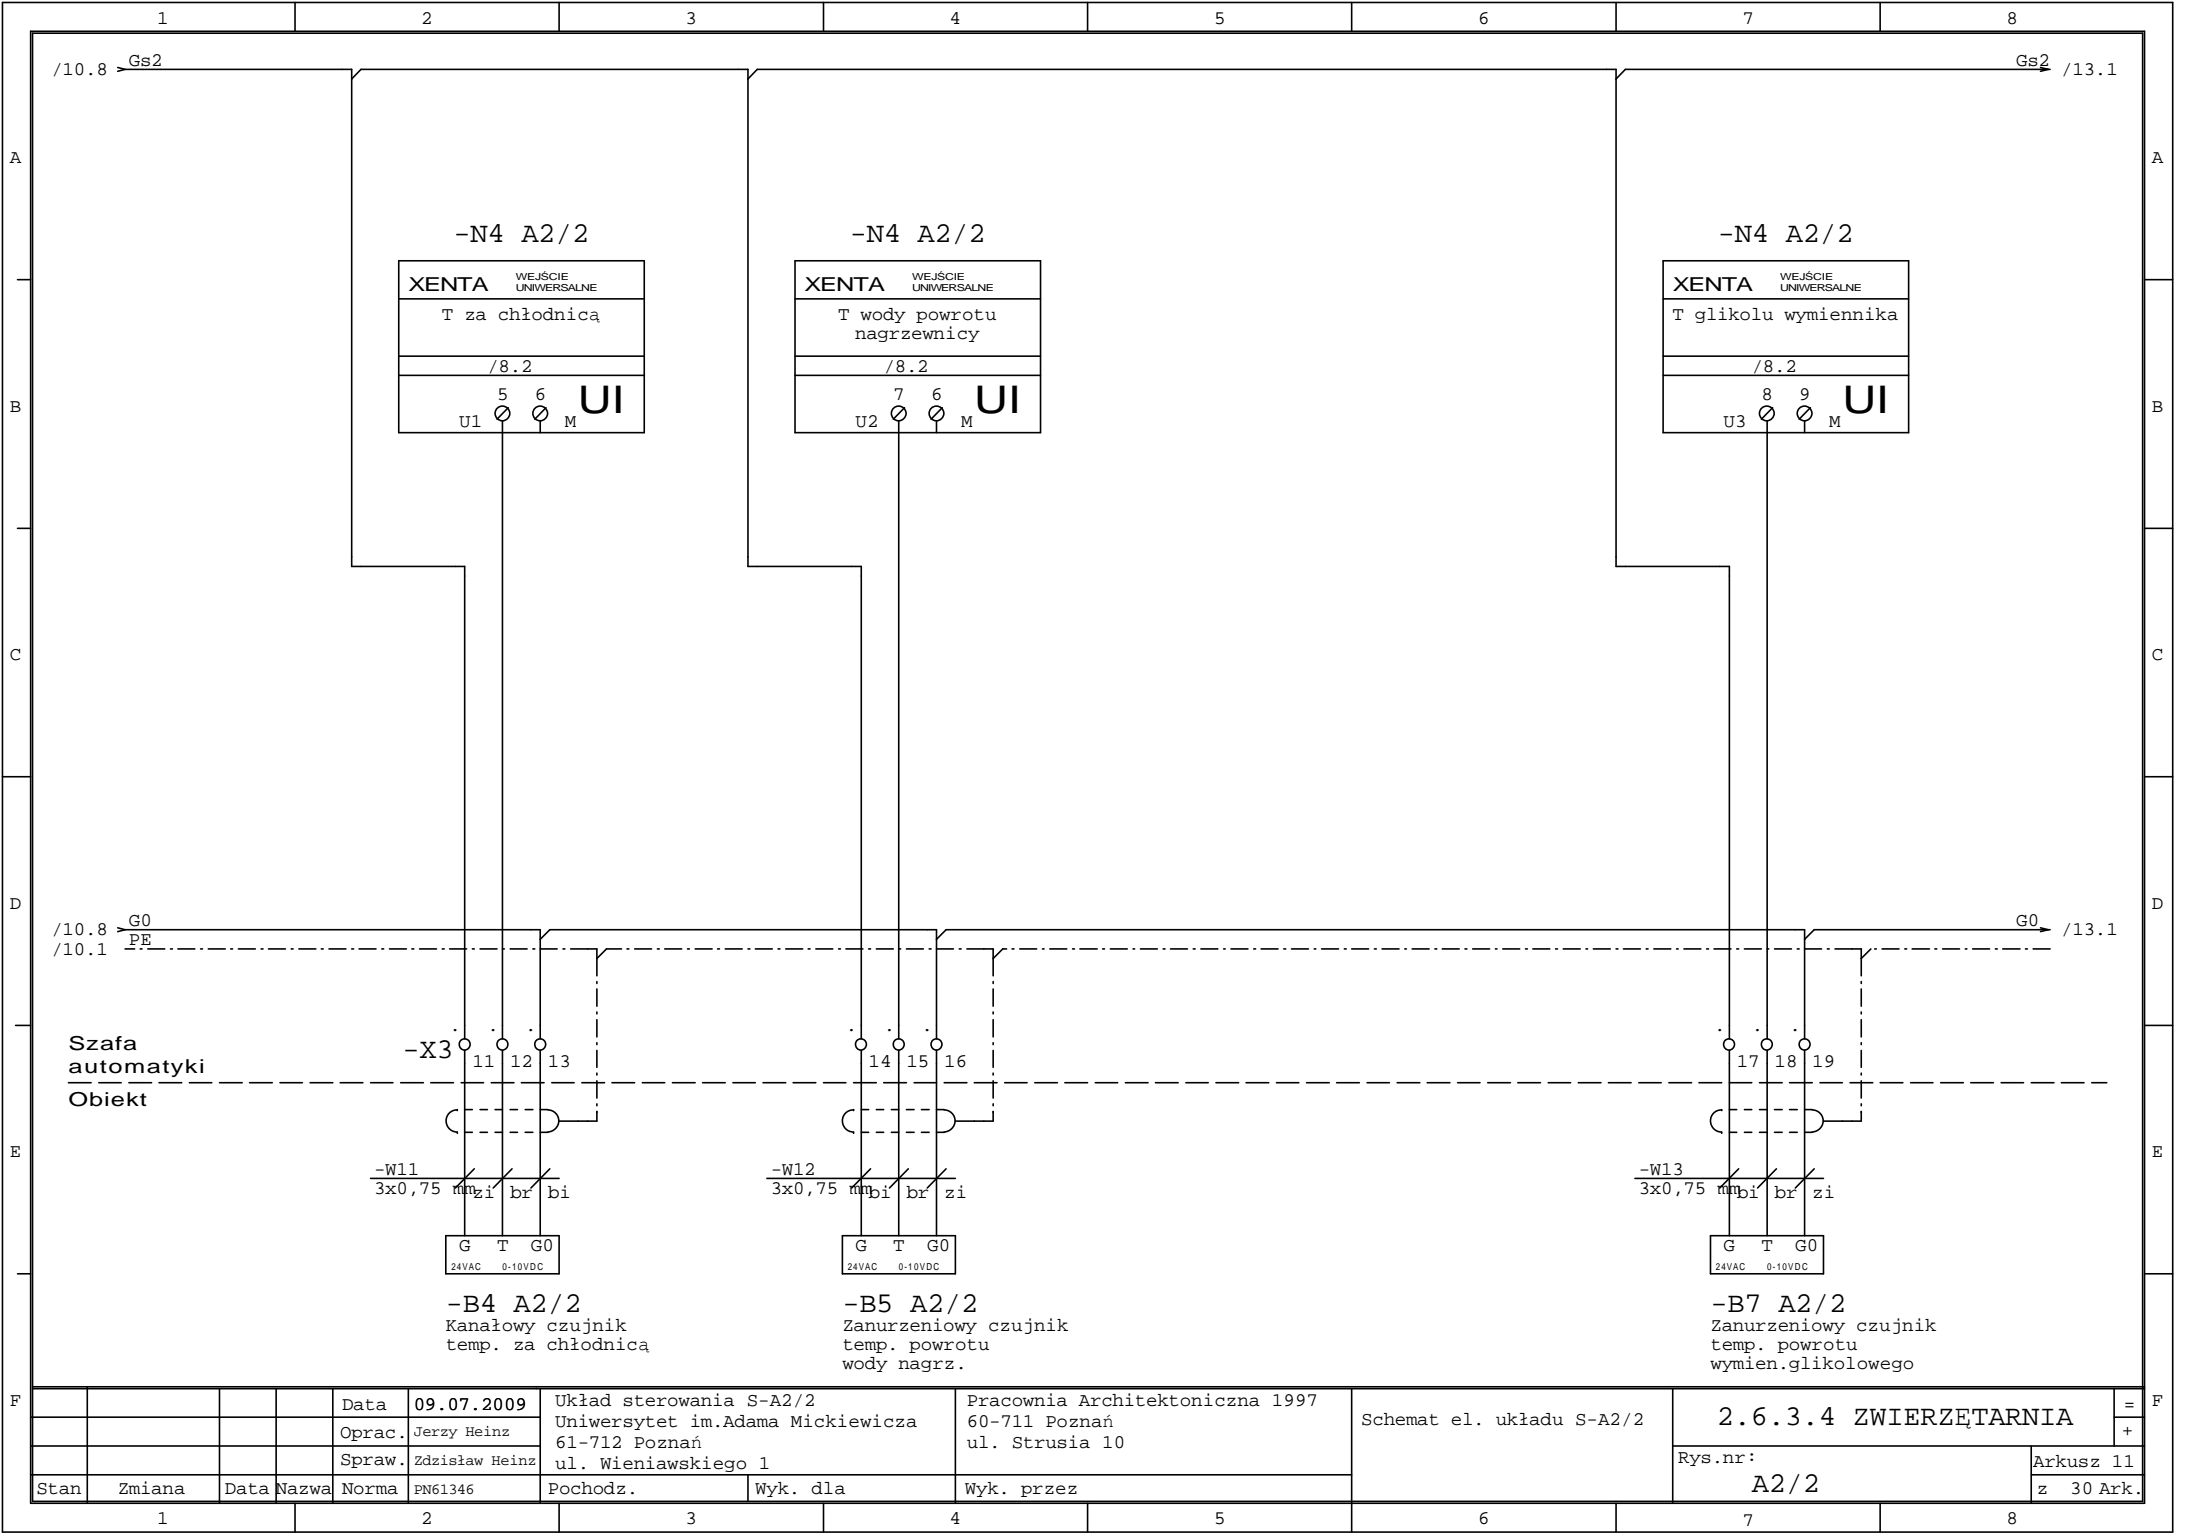 1 2 3 4 5 6 7 8
/10.8 Gs2 Gs2 /13.1
A A
-N4 A2/2 -N4 A2/2 -N4 A2/2
XENTA WEJŚCIE UNIWERSALNE XENTA WEJŚCIE UNIWERSALNE XENTA WEJŚCIE UNIWERSALNE
T za chłodnicą
T wody powrotu
nagrzewnicy
T glikolu wymiennika
/8.2 /8.2 /8.2
5 6 UI 7 6 UI 8 9 UI
B B
U1 M U2 M U3 M
C C
D D
/10.8 G0 G0 /13.1
/10.1 PE
Szafa
automatyki
-X3 11 12 13 14 15 16 17 18 19
Obiekt
E E
-W11 -W12 -W13
3x0,75 mm zi br bi 3x0,75 mm bi br zi 3x0,75 mm bi br zi
G T G0 G T G0 G T G0
24VAC 0-10VDC 24VAC 0-10VDC 24VAC 0-10VDC
-B4 A2/2
Kanałowy czujnik
temp. za chłodnicą
-B5 A2/2
Zanurzeniowy czujnik
temp. powrotu
wody nagrz.
-B7 A2/2
Zanurzeniowy czujnik
temp. powrotu
wymien.glikolowego
F F
Data 09.07.2009
Oprac. Jerzy Heinz
Spraw. Zdzisław Heinz
Stan Zmiana Data Nazwa Norma PN61346
Układ sterowania S-A2/2
Uniwersytet im.Adama Mickiewicza
61-712 Poznań
ul. Wieniawskiego 1
Pochodz. Wyk. dla
Pracownia Architektoniczna 1997
60-711 Poznań
ul. Strusia 10
Wyk. przez
Schemat el. układu S-A2/2
2.6.3.4 ZWIERZĘTARNIA
=
+
Rys.nr:
A2/2
Arkusz 11
z 30 Ark.
1 2 3 4 5 6 7 8